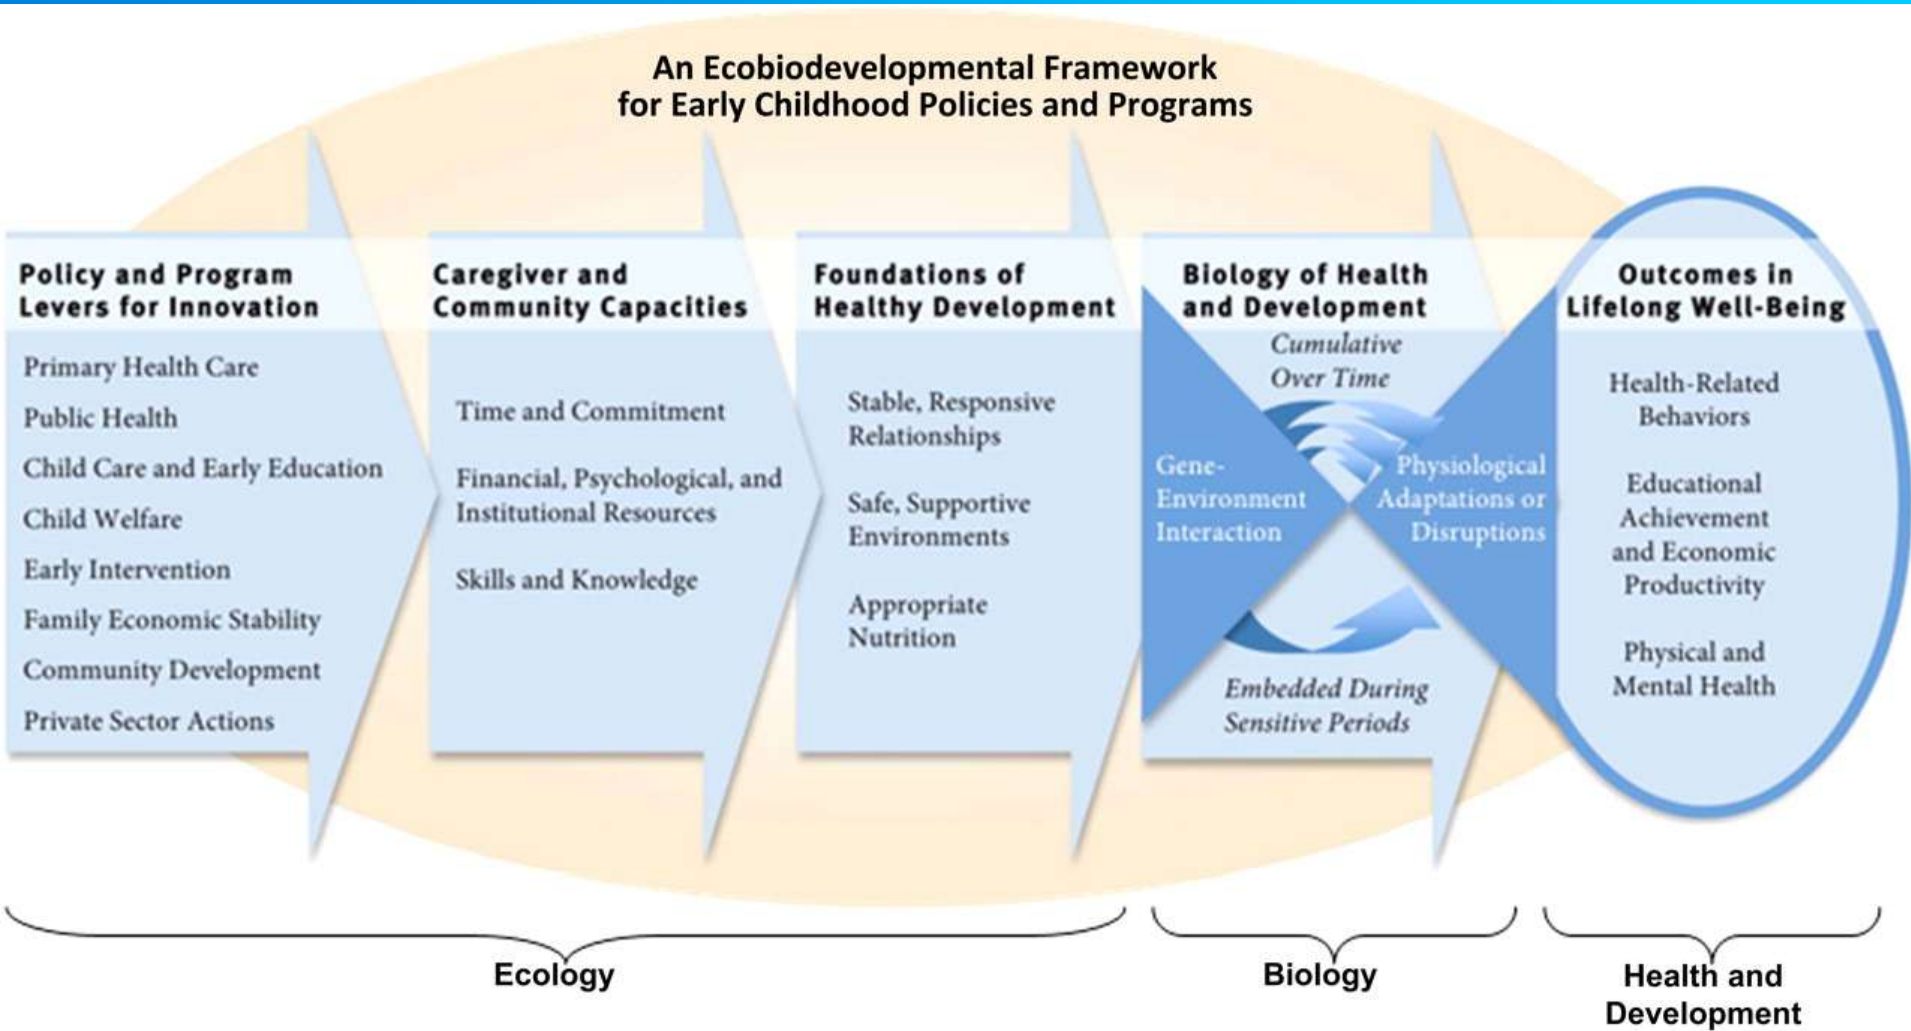 An Ecobiodevelopmental Framework
for Early Childhood Policies and Programs
Policy and Program
Levers for Innovation
Primary Health Care
Public Health
Child Care and Early Education
Child Welfare
Early Intervention
Family Economic Stability
Community Development
Private Sector Actions
Caregiver and
Community Capacities
Time and Commitment
Financial, Psychological, and
Institutional Resources
Skills and Knowledge
Foundations of
Healthy Development
Stable, Responsive
Relationships
Safe, Supportive
Environments
Appropriate
Nutrition
Biology of Health
and Development
Cumulative
Over Time
Gene-
Environment
Interaction
Physiological
Adaptations or
Disruptions
Embedded During
Sensitive Periods
Outcomes in
Lifelong Well-Being
Health-Related
Behaviors
Educational
Achievement
and Economic
Productivity
Physical and
Mental Health
Ecology
Biology
Health and
Development